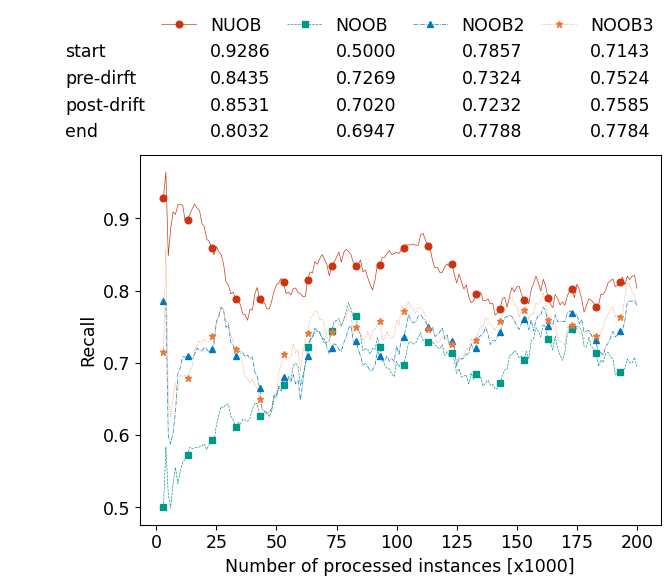 NUOB NOOB NOOB2 NOOB3
start 0.9286 0.5000 0.7857 0.7143
pre-dirft 0.8435 0.7269 0.7324 0.7524
post-drift 0.8531 0.7020 0.7232 0.7585
end 0.8032 0.6947 0.7788 0.7784
0.9
0.8
0.7
0.6
0.5
Recall
0 25 50 75 100 125 150 175 200
Number of processed instances [x1000]